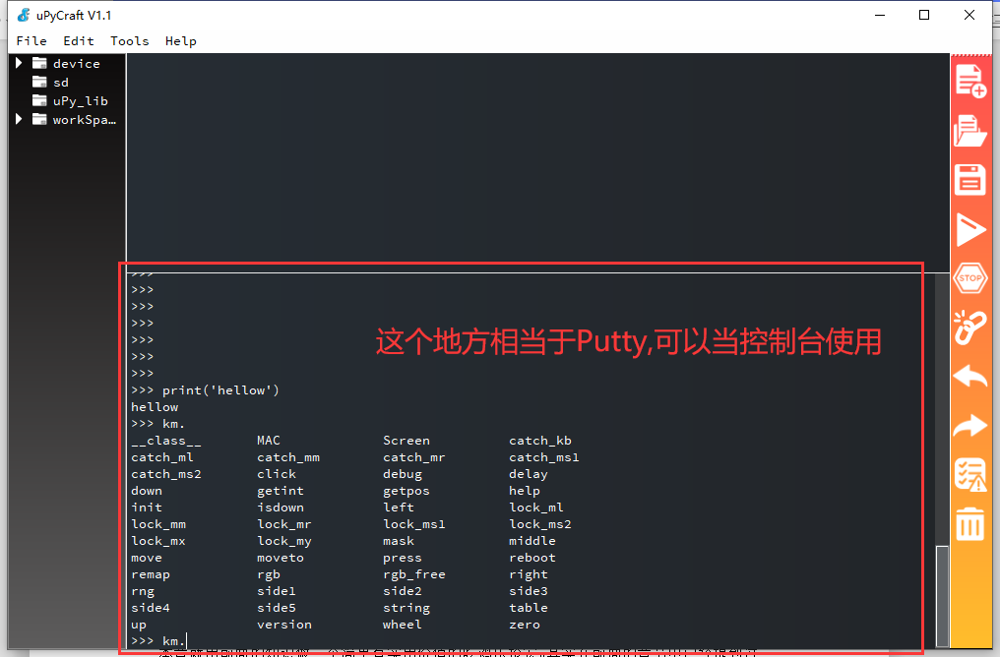 uPyCraft V1.1
File Edit Tools Help
device
sd
uPy_lib
workSpa…
>>>
>>>
>>>
>>>
>>>
>>>
>>>
这个地方相当于Putty,可以当控制台使用
>>> print('hellow')
hellow
>>> km.
__class__ MAC Screen catch_kb
catch_ml catch_mm catch_mr catch_ms1
catch_ms2 click debug delay
down getint getpos help
init isdown left lock_ml
lock_mm lock_mr lock_ms1 lock_ms2
lock_mx lock_my mask middle
move moveto press reboot
remap rgb rgb_free right
rng side1 side2 side3
side4 side5 string table
up version wheel zero
>>> km.
STOP